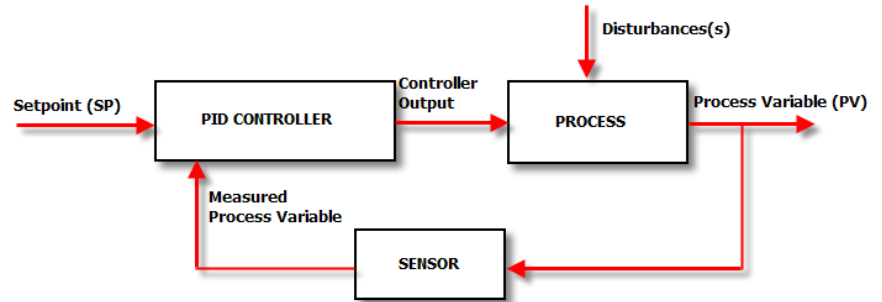 Disturbances(s)
Setpoint (SP)
PID CONTROLLER
Controller
Output
PROCESS
Process Variable (PV)
Measured
Process Variable
SENSOR